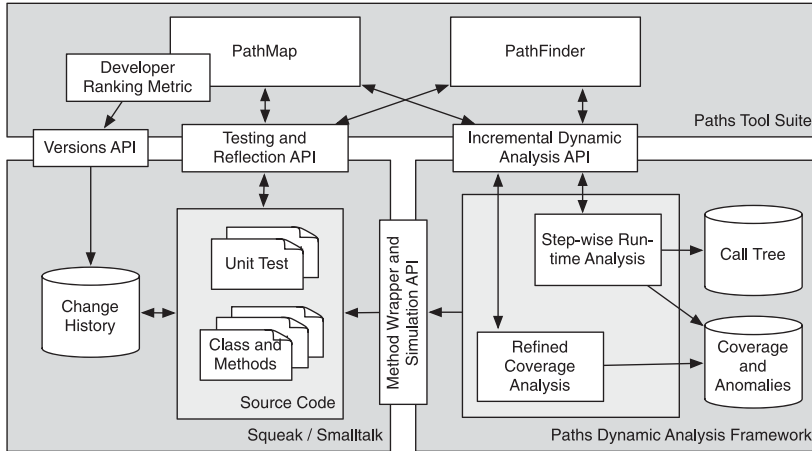 PathMap
PathFinder
Developer
Ranking Metric
Paths Tool Suite
Versions API
Testing and
Reflection API
Incremental Dynamic
Analysis API
Unit Test
Class and
Methods
Source Code
Change
History
Squeak / Smalltalk
Method Wrapper and
Simulation API
Step-wise Run-
time Analysis
Call Tree
Refined
Coverage
Analysis
Coverage
and
Anomalies
Paths Dynamic Analysis Framework